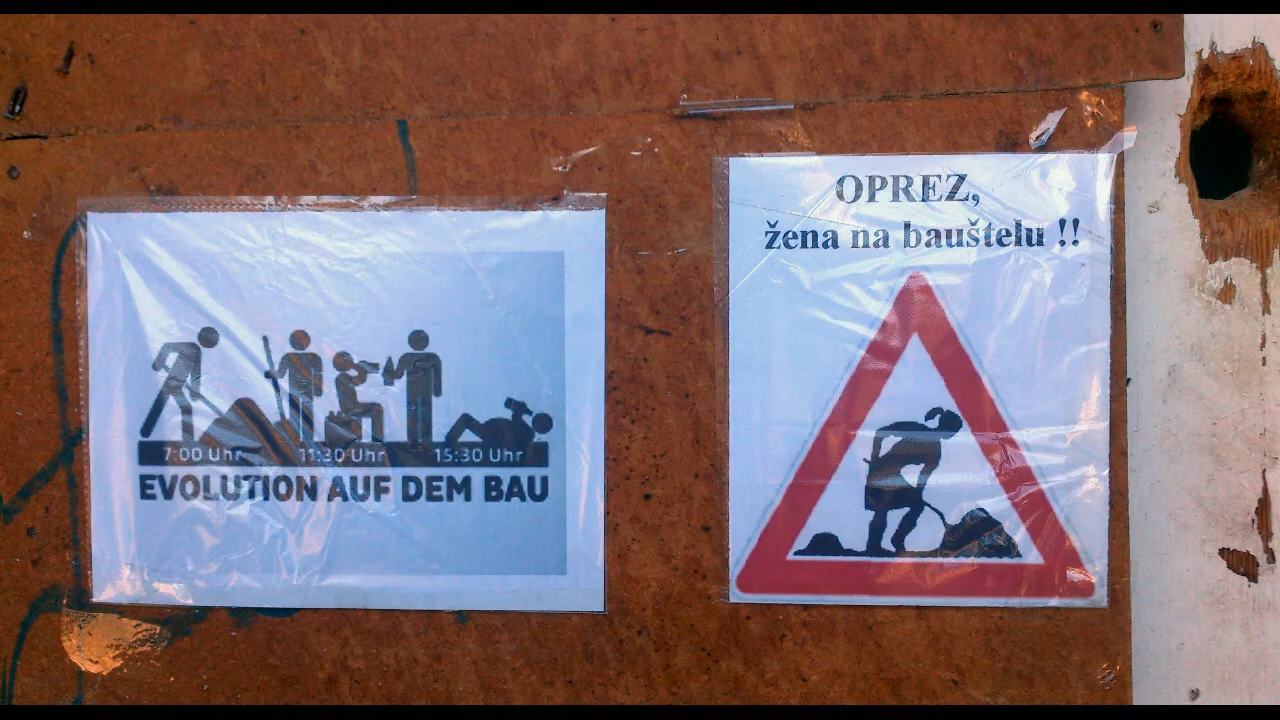 7:00 Uhr 11:30 Uhr 15:30 Uhr
EVOLUTION AUF DEM BAU
OPREZ,
žena na bauštelu !!